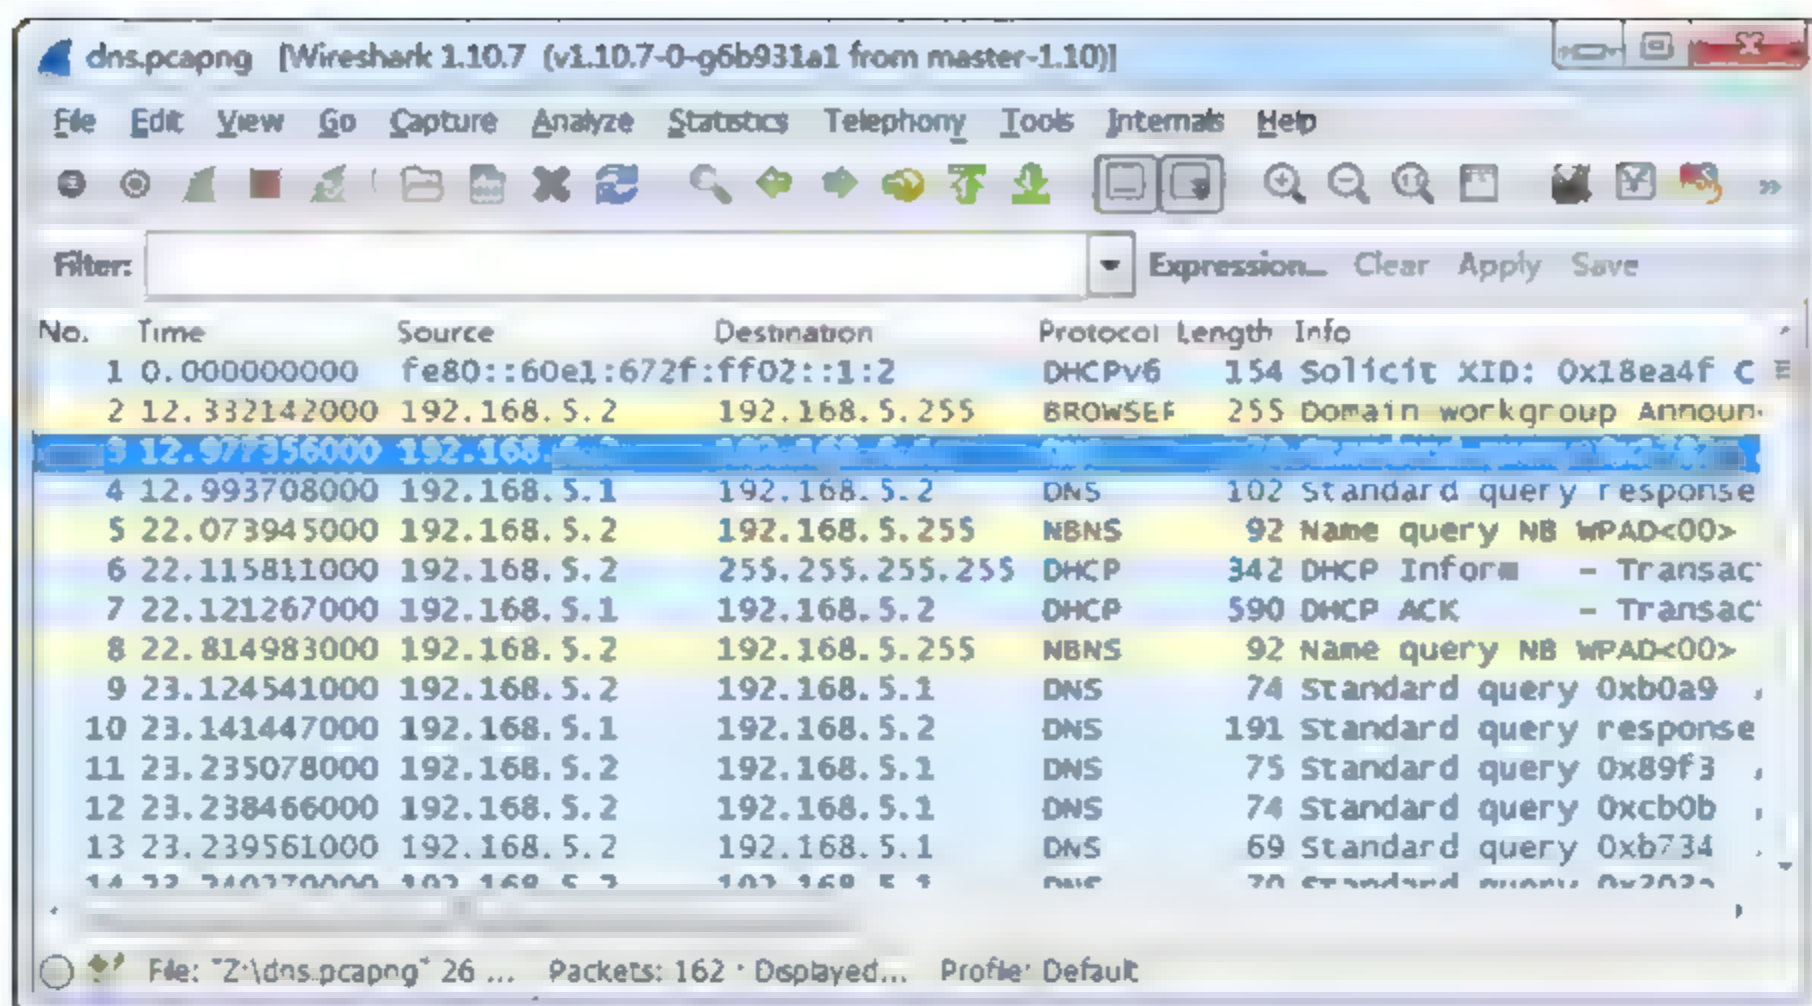 dns.pcapng [Wireshark 1.10.7 (v1.10.7-0-g6b931a1 from master-1.10)]
File Edit View Go Capture Analyze Statistics Telephony Tools Internals Help
Filter: Expression... Clear Apply Save
No. Time Source Destination Protocol Length Info
1 0.000000000 fe80::60e1:672f:ff02::1:2 DHCPv6 154 Solicit XID: 0x18ea4f C
2 12.332142000 192.168.5.2 192.168.5.255 BROWSER 255 Domain workgroup Announ
3 12.977356000 192.168.
4 12.993708000 192.168.5.1 192.168.5.2 DNS 102 Standard query response
5 22.073945000 192.168.5.2 192.168.5.255 NBNS 92 Name query NB WPAD<00>
6 22.115811000 192.168.5.2 255.255.255.255 DHCP 342 DHCP Inform - Transac
7 22.121267000 192.168.5.1 192.168.5.2 DHCP 590 DHCP ACK - Transac
8 22.814983000 192.168.5.2 192.168.5.255 NBNS 92 Name query NB WPAD<00>
9 23.124541000 192.168.5.2 192.168.5.1 DNS 74 Standard query 0xb0a9
10 23.141447000 192.168.5.1 192.168.5.2 DNS 191 Standard query response
11 23.235078000 192.168.5.2 192.168.5.1 DNS 75 Standard query 0x89f3
12 23.238466000 192.168.5.2 192.168.5.1 DNS 74 Standard query 0xcb0b
13 23.239561000 192.168.5.2 192.168.5.1 DNS 69 Standard query 0xb734
File: "Z:\dns.pcapng" 26 ... Packets: 162 · Displayed... Profile: Default